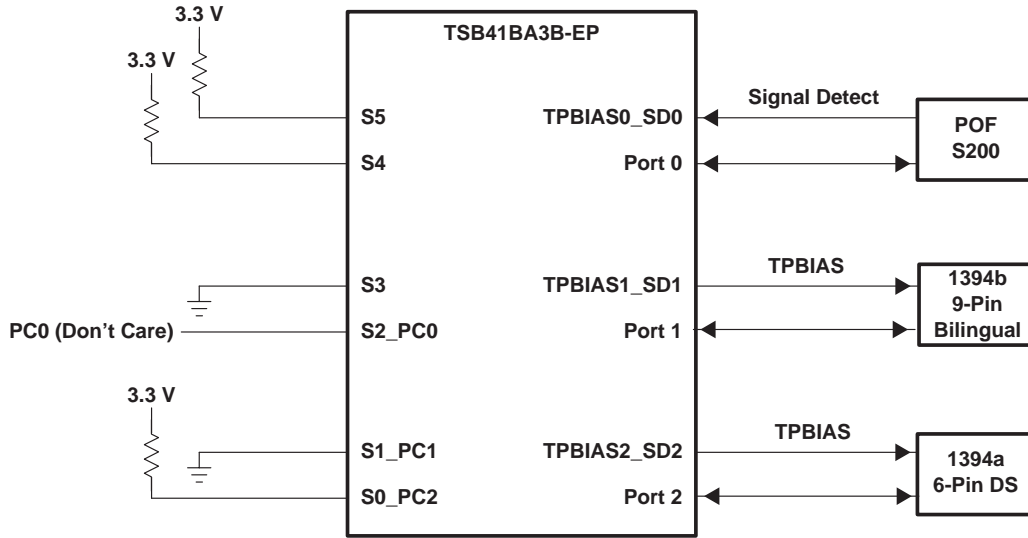 3.3 V
TSB41BA3B-EP
3.3 V
S5
TPBIAS0_SD0
Signal Detect
POF
S200
S4
Port 0
S3
TPBIAS1_SD1
TPBIAS
1394b
9-Pin
Bilingual
PC0 (Don’t Care)
S2_PC0
Port 1
3.3 V
S1_PC1
TPBIAS2_SD2
TPBIAS
1394a
6-Pin DS
S0_PC2
Port 2